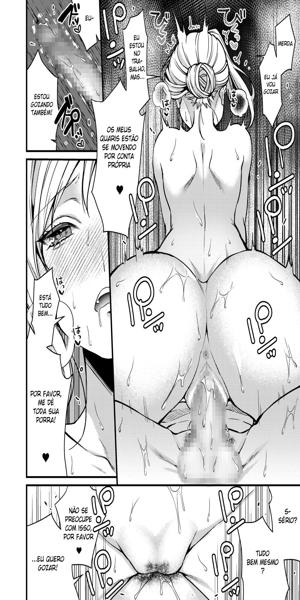 MERDA
EU JÁ
VOU
GOZAR
EU-
EU
ESTOU
NO TRA-
BALHO,
MAS...
ESTOU
GOZANDO
TAMBÉM!
OS MEUS
QUARIS ESTÃO
SE MOVENDO
POR CONTA
PRÓPRIA
♥
ESTÁ
TUDO
BEM...
POR FAVOR,
ME DÊ
TODA SUA
PORRA!
♥
S-
SÉRIO?
TUDO
BEM MESMO
?
NÃO SE
PREOCUPE
COM ISSO,
POR FAVOR
...EU QUERO
GOZAR!